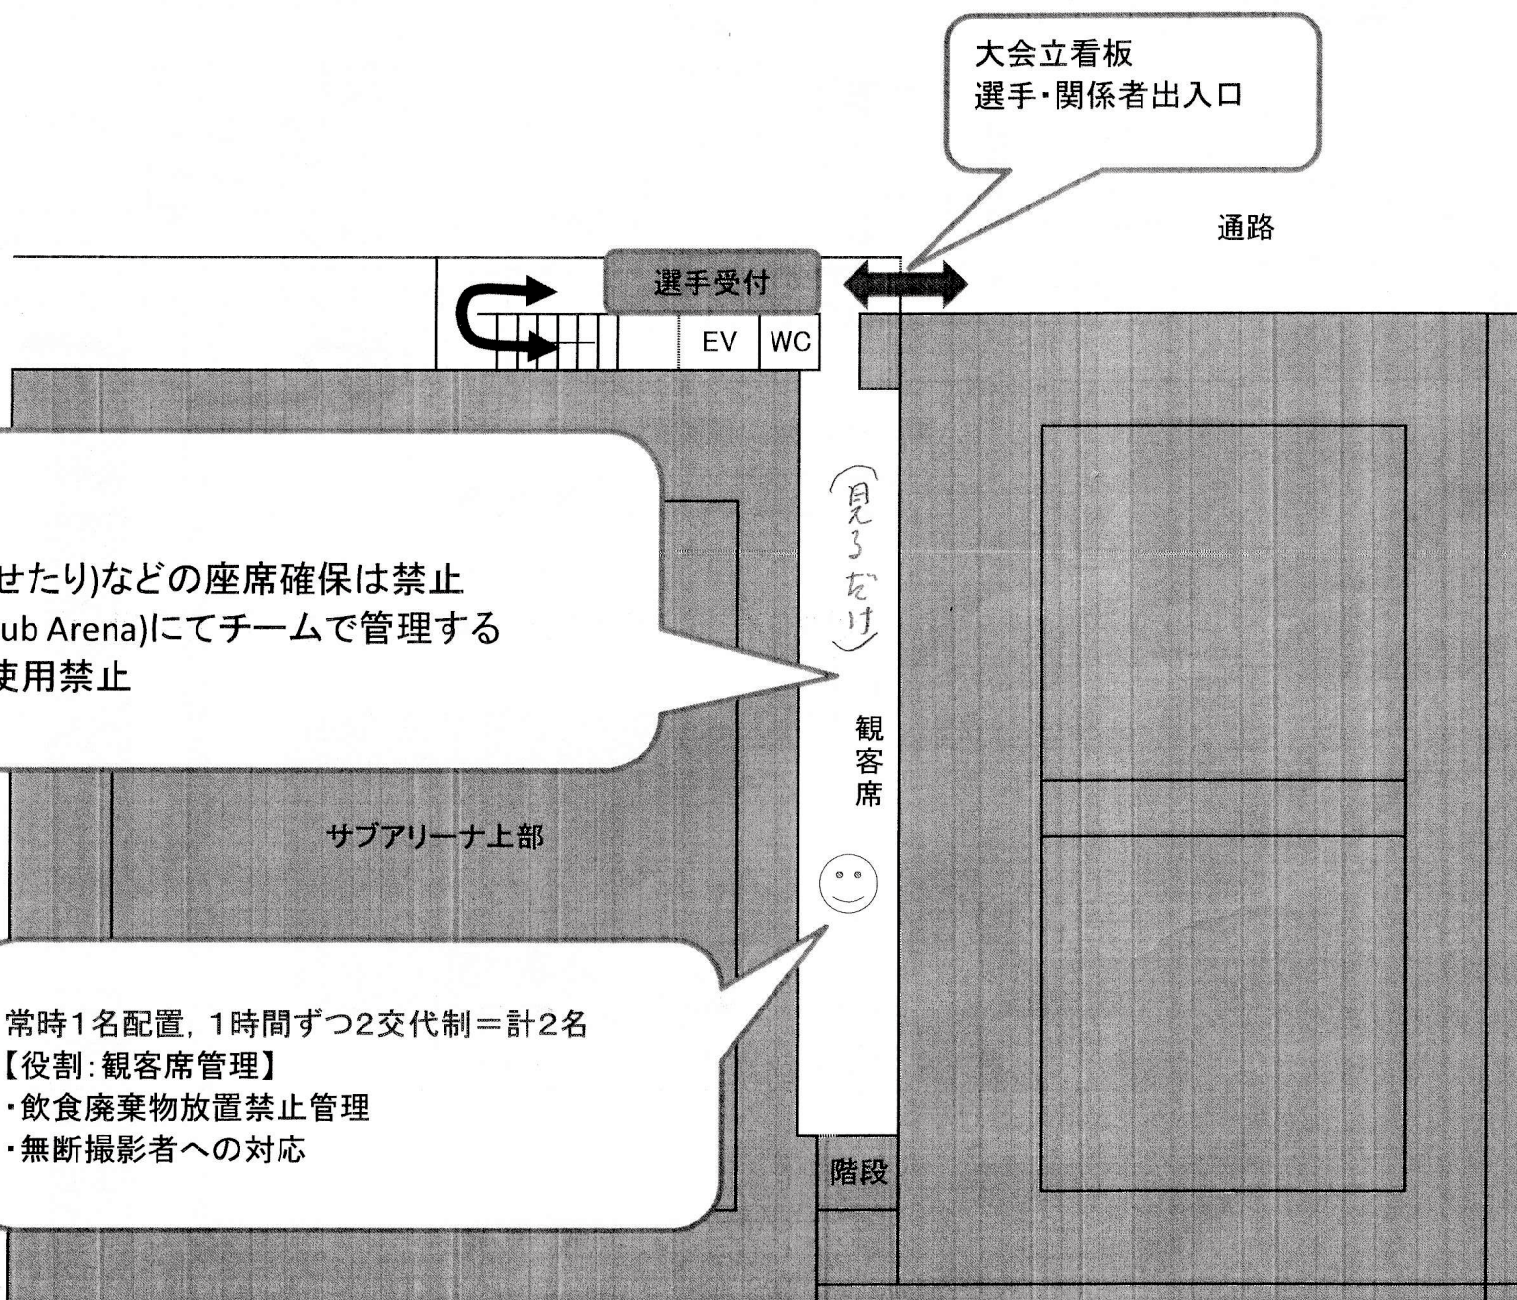 大会立看板
選手・関係者出入口
通路
選手受付
EV
WC
(見るだけ)
せたり)などの座席確保は禁止
ub Arena)にてチームで管理する
使用禁止
観客席
サブアリーナ上部
常時1名配置, 1時間ずつ2交代制＝計2名
【役割:観客席管理】
・飲食廃棄物放置禁止管理
・無断撮影者への対応
階段